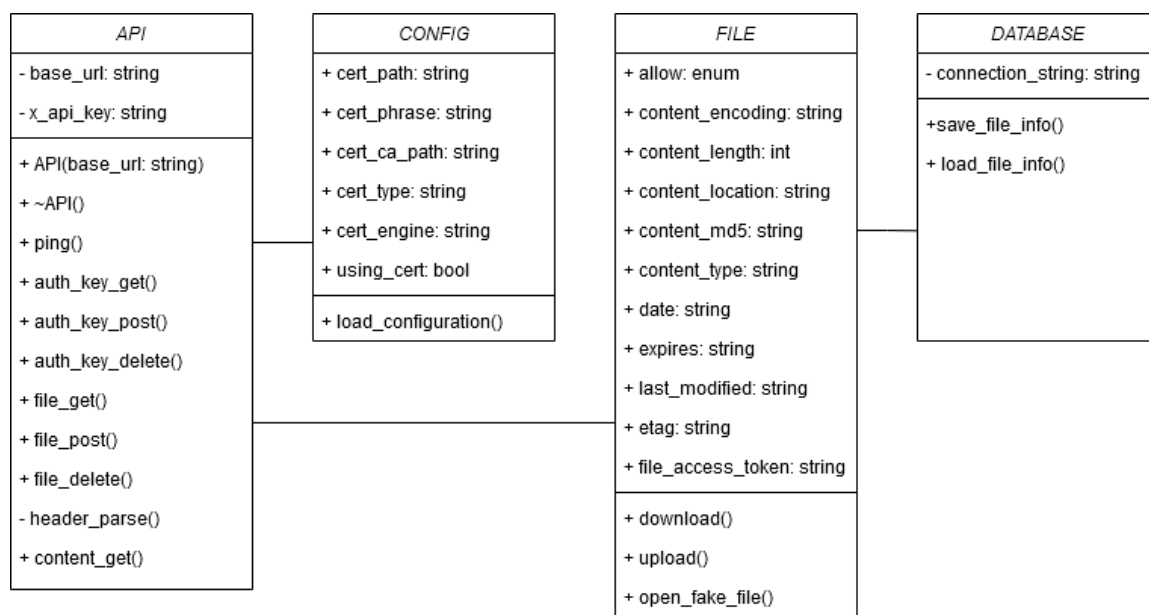 API
- base_url: string
- x_api_key: string
+ API(base_url: string)
+ ~API()
+ ping()
+ auth_key_get()
+ auth_key_post()
+ auth_key_delete()
+ file_get()
+ file_post()
+ file_delete()
- header_parse()
+ content_get()
CONFIG
+ cert_path: string
+ cert_phrase: string
+ cert_ca_path: string
+ cert_type: string
+ cert_engine: string
+ using_cert: bool
+ load_configuration()
FILE
+ allow: enum
+ content_encoding: string
+ content_length: int
+ content_location: string
+ content_md5: string
+ content_type: string
+ date: string
+ expires: string
+ last_modified: string
+ etag: string
+ file_access_token: string
+ download()
+ upload()
+ open_fake_file()
DATABASE
- connection_string: string
+save_file_info()
+ load_file_info()